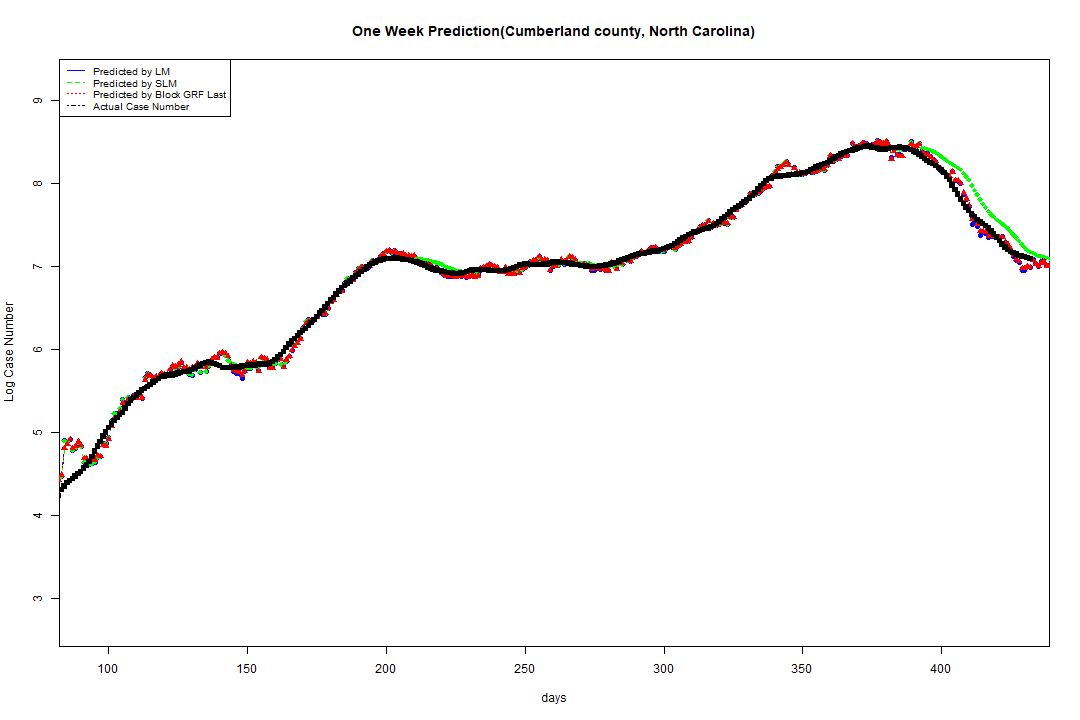 One Week Prediction(Cumberland county, North Carolina)
Predicted by LM
Predicted by SLM
Predicted by Block GRF Last
Actual Case Number
9
8
7
6
5
4
3
Log Case Number
100 150 200 250 300 350 400
days